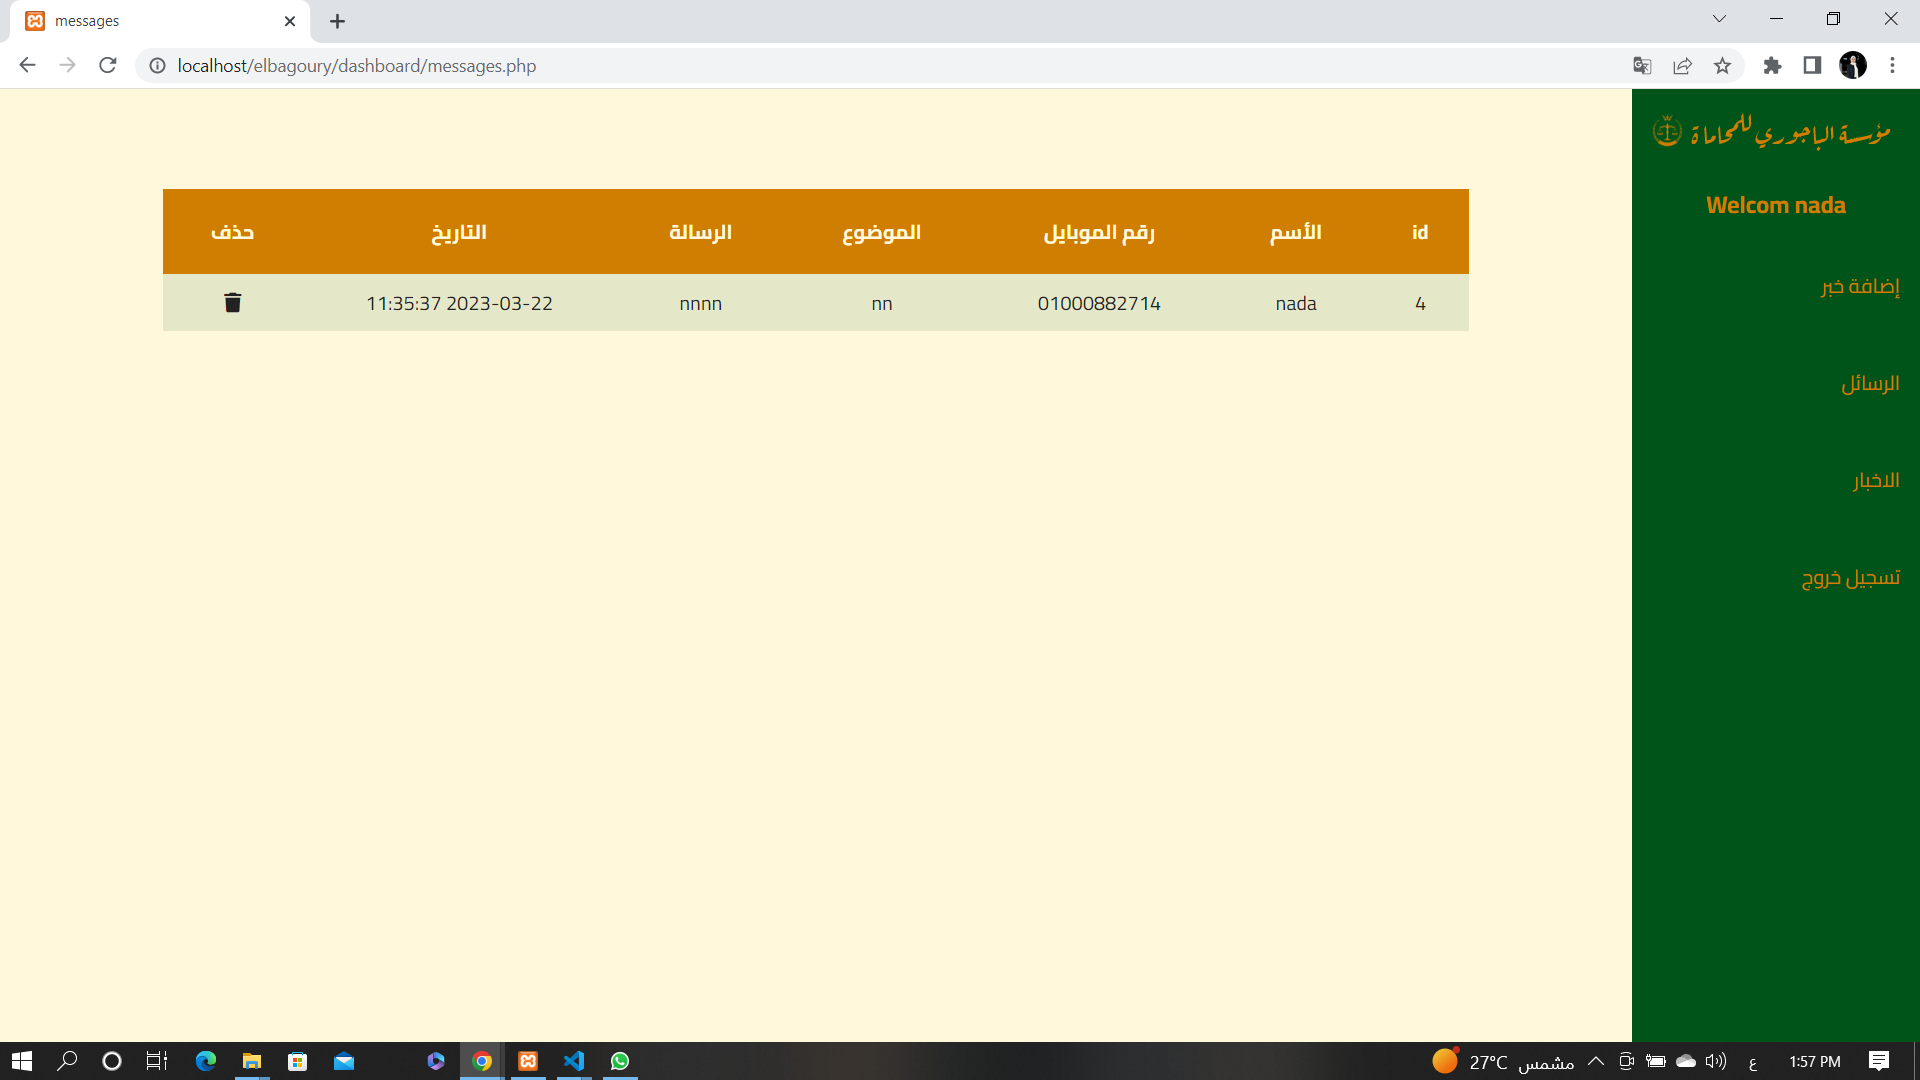 messages
localhost/elbagoury/dashboard/messages.php
مؤسسة الباجوري للمحاماة
Welcom nada
إضافة خبر
الرسائل
الاخبار
تسجيل خروج
id الأسم رقم الموبايل الموضوع الرسالة التاريخ حذف
4 nada 01000882714 nn nnnn 11:35:37 2023-03-22
27°C مشمس
ع
1:57 PM